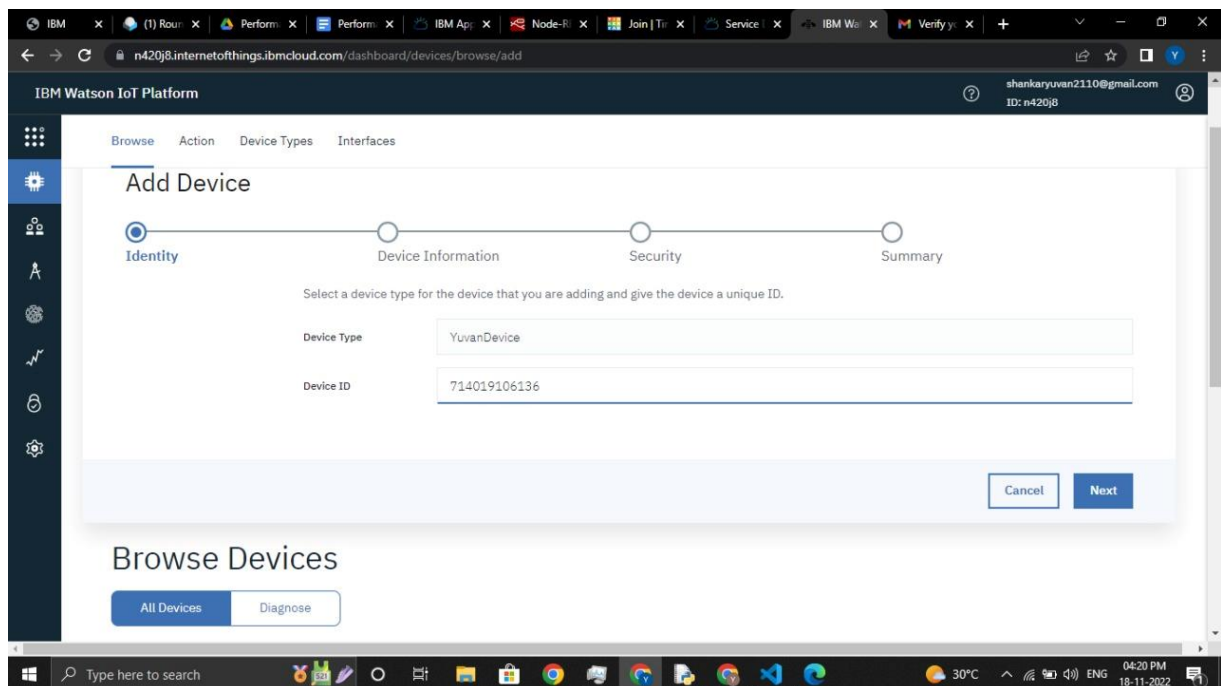 IBM
(1) Roun
Perform
Perform
IBM App
Node-R
Join | Tir
Service
IBM Wa
Verify yo
n420j8.internetofthings.ibmcloud.com/dashboard/devices/browse/add
Y
IBM Watson IoT Platform
shankaryuvan2110@gmail.com
ID: n420j8
Browse Action Device Types Interfaces
Add Device
Identity Device Information Security Summary
Select a device type for the device that you are adding and give the device a unique ID.
Device Type YuvanDevice
Device ID 714019106136
Cancel Next
Browse Devices
All Devices Diagnose
Type here to search
30°C
ENG
04:20 PM
18-11-2022